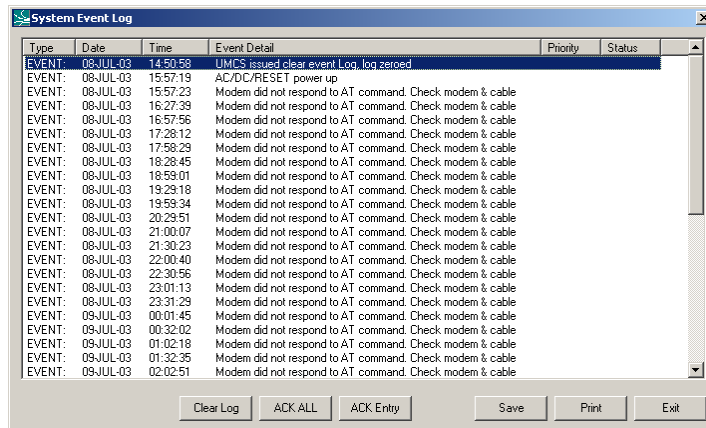 System Event Log
Type Date Time Event Detail Priority Status
EVENT: 08-JUL-03 14:50:58 UMCS issued clear event Log, log zeroed
EVENT: 08-JUL-03 15:57:19 AC/DC/RESET power up
EVENT: 08-JUL-03 15:57:23 Modem did not respond to AT command. Check modem & cable
EVENT: 08-JUL-03 16:27:39 Modem did not respond to AT command. Check modem & cable
EVENT: 08-JUL-03 16:57:56 Modem did not respond to AT command. Check modem & cable
EVENT: 08-JUL-03 17:28:12 Modem did not respond to AT command. Check modem & cable
EVENT: 08-JUL-03 17:58:29 Modem did not respond to AT command. Check modem & cable
EVENT: 08-JUL-03 18:28:45 Modem did not respond to AT command. Check modem & cable
EVENT: 08-JUL-03 18:59:01 Modem did not respond to AT command. Check modem & cable
EVENT: 08-JUL-03 19:29:18 Modem did not respond to AT command. Check modem & cable
EVENT: 08-JUL-03 19:59:34 Modem did not respond to AT command. Check modem & cable
EVENT: 08-JUL-03 20:29:51 Modem did not respond to AT command. Check modem & cable
EVENT: 08-JUL-03 21:00:07 Modem did not respond to AT command. Check modem & cable
EVENT: 08-JUL-03 21:30:23 Modem did not respond to AT command. Check modem & cable
EVENT: 08-JUL-03 22:00:40 Modem did not respond to AT command. Check modem & cable
EVENT: 08-JUL-03 22:30:56 Modem did not respond to AT command. Check modem & cable
EVENT: 08-JUL-03 23:01:13 Modem did not respond to AT command. Check modem & cable
EVENT: 08-JUL-03 23:31:29 Modem did not respond to AT command. Check modem & cable
EVENT: 09-JUL-03 00:01:45 Modem did not respond to AT command. Check modem & cable
EVENT: 09-JUL-03 00:32:02 Modem did not respond to AT command. Check modem & cable
EVENT: 09-JUL-03 01:02:18 Modem did not respond to AT command. Check modem & cable
EVENT: 09-JUL-03 01:32:35 Modem did not respond to AT command. Check modem & cable
EVENT: 09-JUL-03 02:02:51 Modem did not respond to AT command. Check modem & cable
Clear Log ACK ALL ACK Entry Save Print Exit